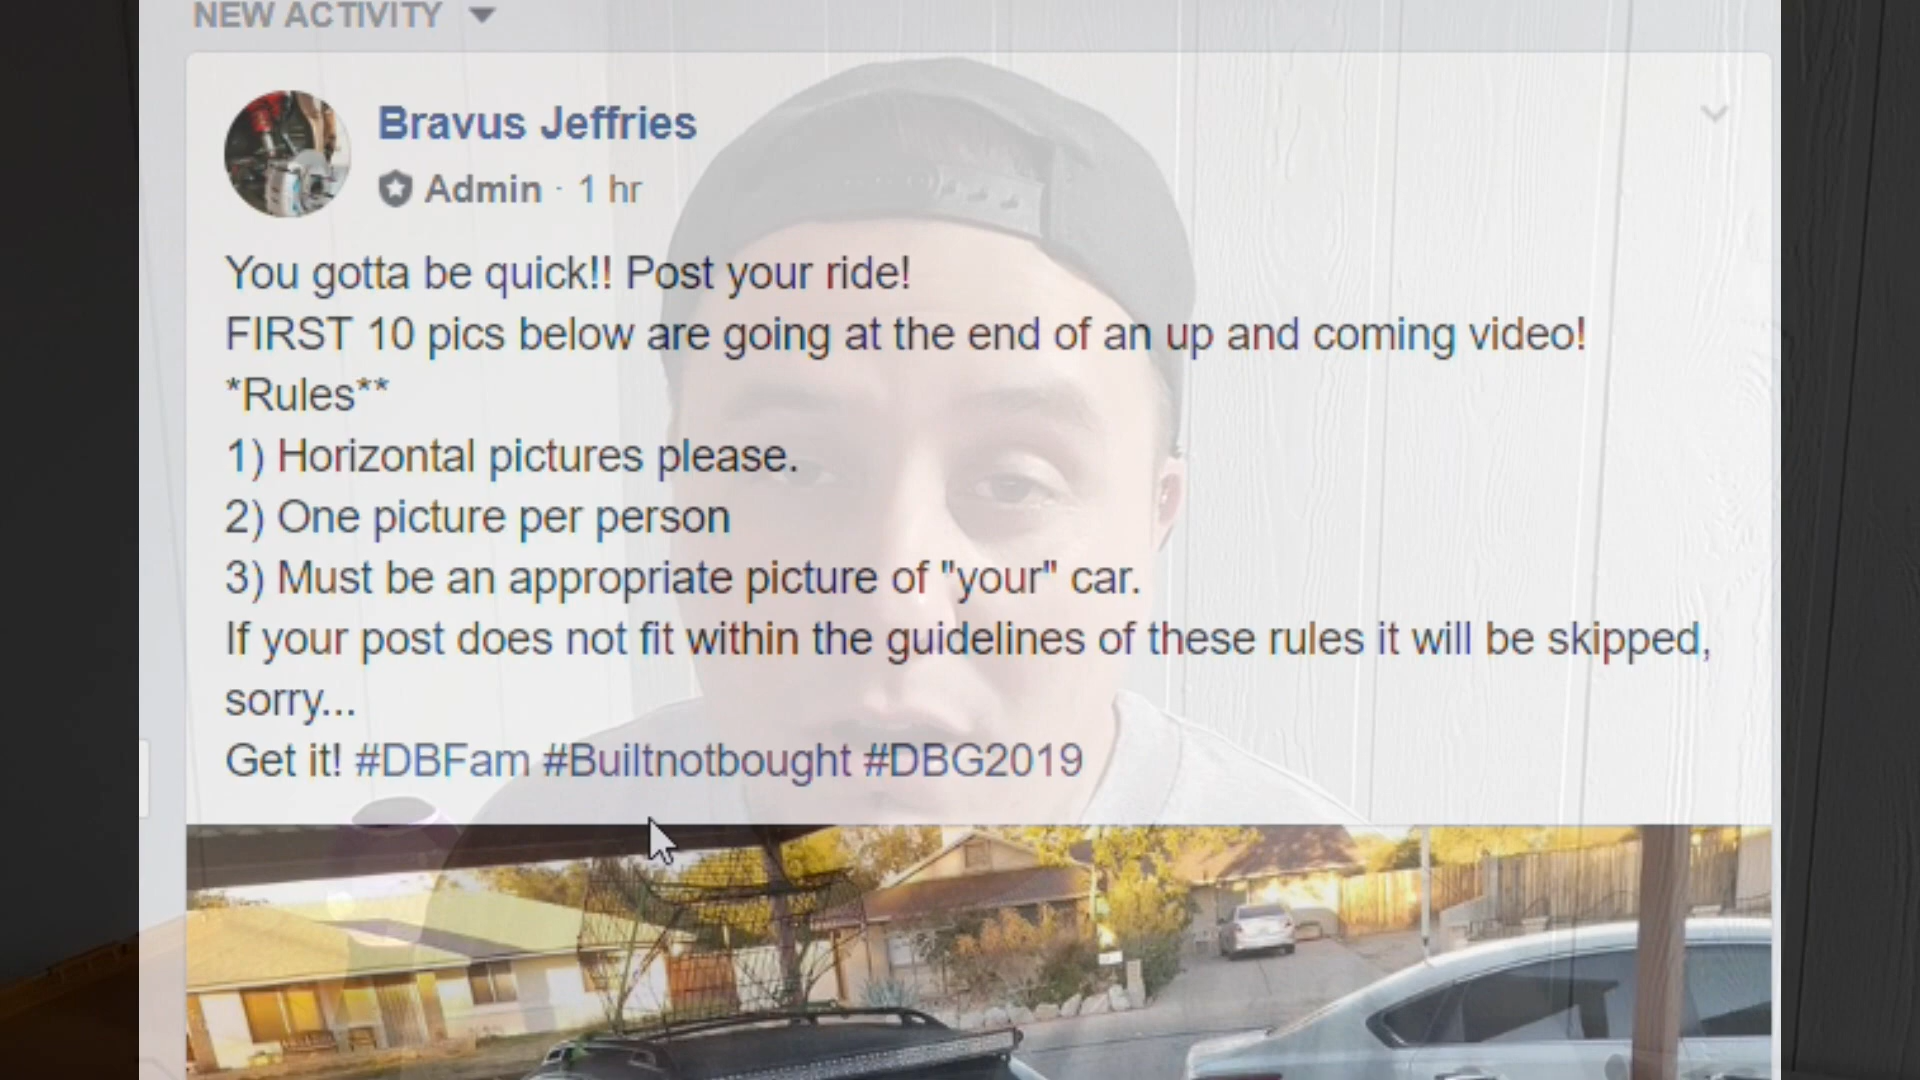 NEW ACTIVITY
Bravus Jeffries
Admin · 1 hr
You gotta be quick!! Post your ride!
FIRST 10 pics below are going at the end of an up and coming video!
*Rules**
1) Horizontal pictures please.
2) One picture per person
3) Must be an appropriate picture of "your" car.
If your post does not fit within the guidelines of these rules it will be skipped,
sorry...
Get it! #DBFam #Builtnotbought #DBG2019